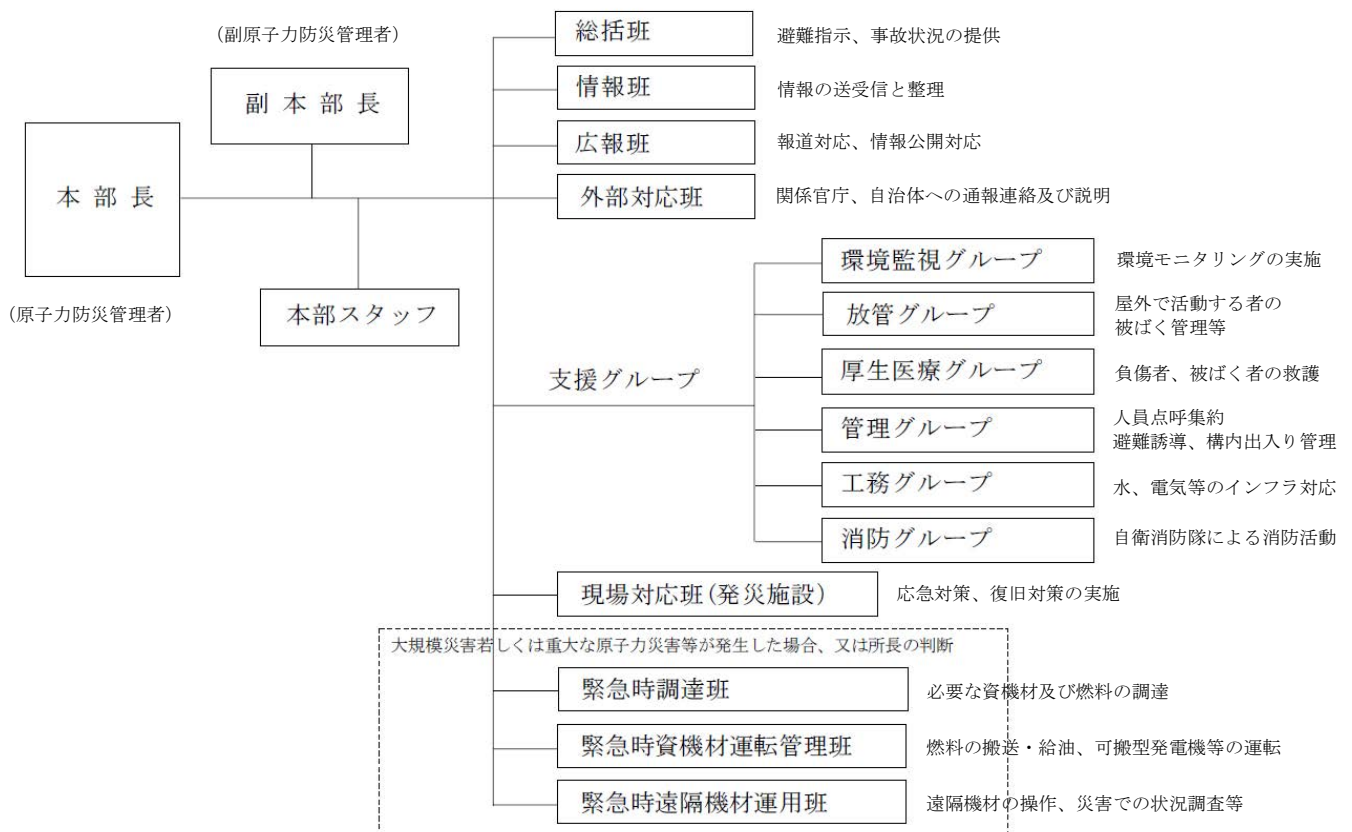 (副原子力防災管理者)
副 本 部 長
本 部 長
(原子力防災管理者)
本部スタッフ
総括班
避難指示、事故状況の提供
情報班
情報の送受信と整理
広報班
報道対応、情報公開対応
外部対応班
関係官庁、自治体への通報連絡及び説明
支援グループ
環境監視グループ
環境モニタリングの実施
放管グループ
屋外で活動する者の
被ばく管理等
厚生医療グループ
負傷者、被ばく者の救護
管理グループ
人員点呼集約
避難誘導、構内出入り管理
工務グループ
水、電気等のインフラ対応
消防グループ
自衛消防隊による消防活動
現場対応班(発災施設)
応急対策、復旧対策の実施
大規模災害若しくは重大な原子力災害等が発生した場合、又は所長の判断
緊急時調達班
必要な資機材及び燃料の調達
緊急時資機材運転管理班
燃料の搬送・給油、可搬型発電機等の運転
緊急時遠隔機材運用班
遠隔機材の操作、災害での状況調査等